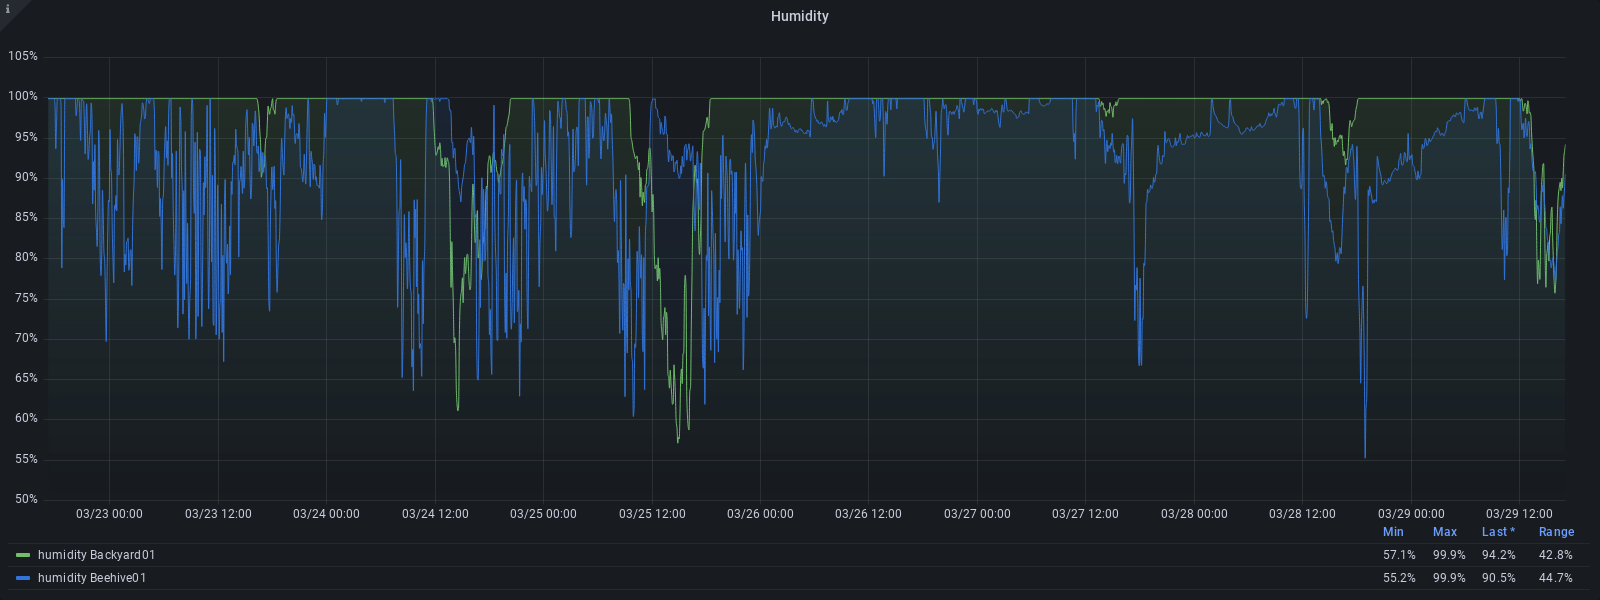 i
Humidity
105%
100%
95%
90%
85%
80%
75%
70%
65%
60%
55%
50%
03/23 00:00 03/23 12:00 03/24 00:00 03/24 12:00 03/25 00:00 03/25 12:00 03/26 00:00 03/26 12:00 03/27 00:00 03/27 12:00 03/28 00:00 03/28 12:00 03/29 00:00 03/29 12:00
Min Max Last * Range
humidity Backyard01 57.1% 99.9% 94.2% 42.8%
humidity Beehive01 55.2% 99.9% 90.5% 44.7%